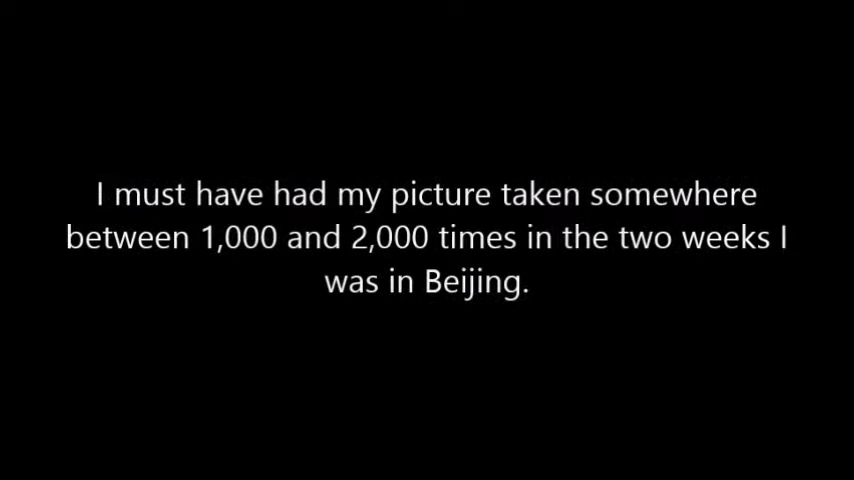 I must have had my picture taken somewhere
between 1,000 and 2,000 times in the two weeks I
was in Beijing.